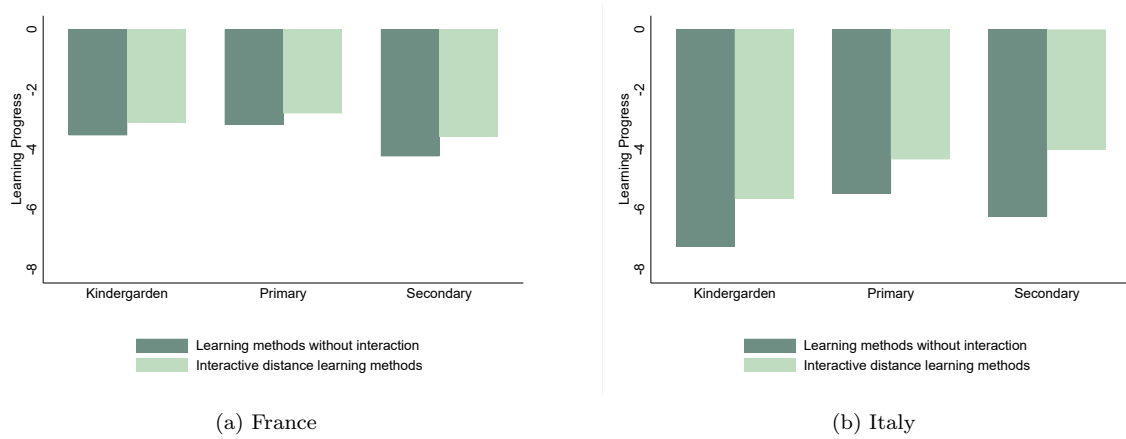 0
-2
-4
-6
-8
Learning Progress
Kindergarden Primary Secondary
Learning methods without interaction
Interactive distance learning methods
(a) France
0
-2
-4
-6
-8
Learning Progress
Kindergarden Primary Secondary
Learning methods without interaction
Interactive distance learning methods
(b) Italy